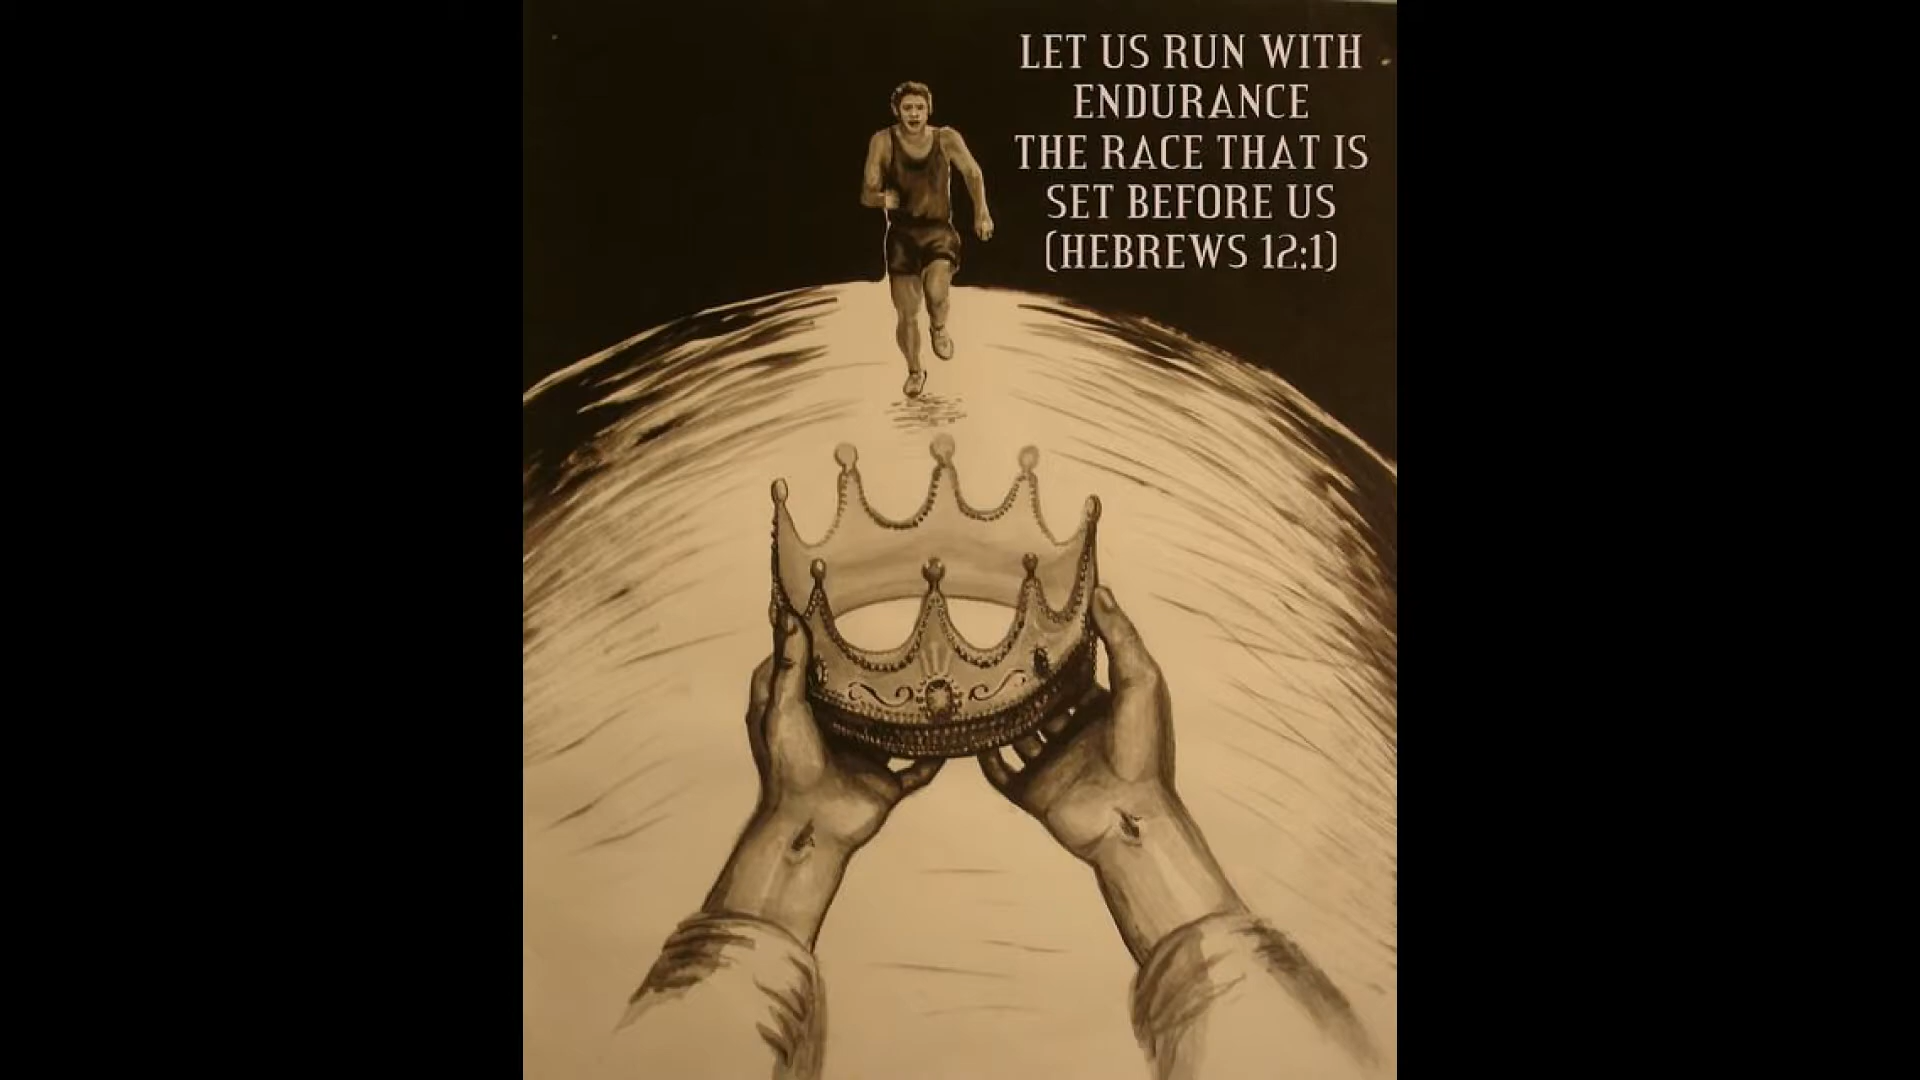 LET US RUN WITH
ENDURANCE
THE RACE THAT IS
SET BEFORE US
(HEBREWS 12:1)